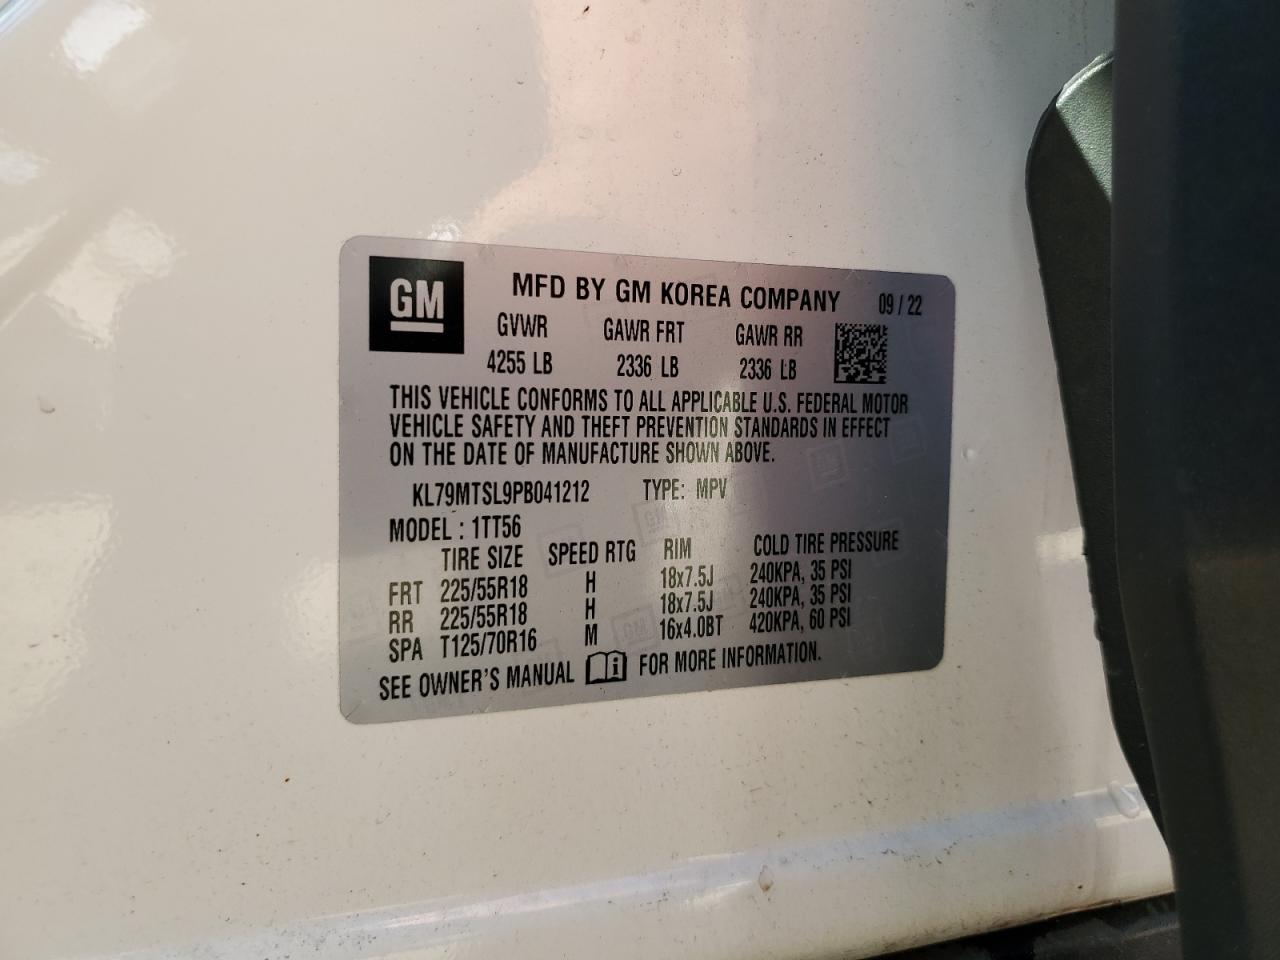 GM
MFD BY GM KOREA COMPANY 09 / 22
GVWR GAWR FRT GAWR RR
4255 LB 2336 LB 2336 LB
THIS VEHICLE CONFORMS TO ALL APPLICABLE U.S. FEDERAL MOTOR
VEHICLE SAFETY AND THEFT PREVENTION STANDARDS IN EFFECT
ON THE DATE OF MANUFACTURE SHOWN ABOVE.
KL79MTSL9PB041212 TYPE: MPV
MODEL : 1TT56
TIRE SIZE SPEED RTG RIM COLD TIRE PRESSURE
FRT 225/55R18 H 18x7.5J 240KPA, 35 PSI
RR 225/55R18 H 18x7.5J 240KPA, 35 PSI
SPA T125/70R16 M 16x4.0BT 420KPA, 60 PSI
SEE OWNER'S MANUAL FOR MORE INFORMATION.